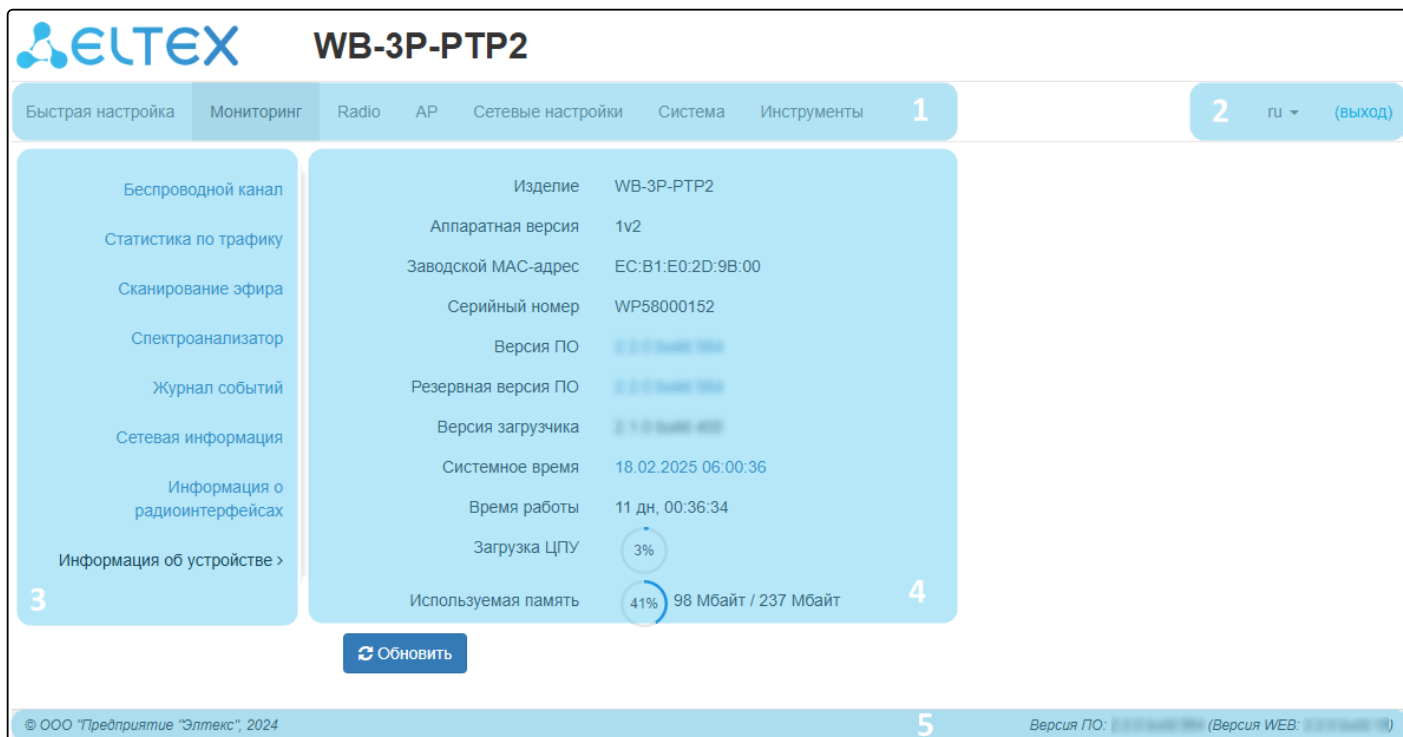 ELTEX WB-3P-PTP2
Быстрая настройка Мониторинг Radio AP Сетевые настройки Система Инструменты 1 2 ru (выход)
Беспроводной канал
Статистика по трафику
Сканирование эфира
Спектроанализатор
Журнал событий
Сетевая информация
Информация о
радиоинтерфейсах
Информация об устройстве >
3
Изделие WB-3P-PTP2
Аппаратная версия 1v2
Заводской MAC-адрес EC:B1:E0:2D:9B:00
Серийный номер WP58000152
Версия ПО
Резервная версия ПО
Версия загрузчика
Системное время 18.02.2025 06:00:36
Время работы 11 дн, 00:36:34
Загрузка ЦПУ 3%
Используемая память 41% 98 Мбайт / 237 Мбайт
4
Обновить
© ООО "Предприятие "Элтекс", 2024 5 Версия ПО: (Версия WEB: )